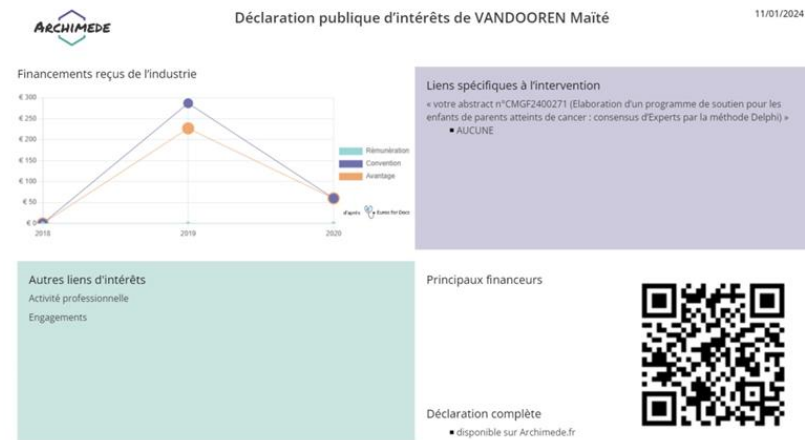 ARCHIMEDE
Déclaration publique d'intérêts de VANDOOREN Maïté
11/01/2024
Financements reçus de l'industrie
€ 300
€ 250
€ 200
€ 150
€ 100
€ 50
€ 0
2018
2019
2020
Rémunération
Convention
Avantage
d'après Euros for Docs
Liens spécifiques à l'intervention
« votre abstract n°CMGF2400271 (Elaboration d'un programme de soutien pour les
enfants de parents atteints de cancer : consensus d'Experts par la méthode Delphi) »
▪ AUCUNE
Autres liens d'intérêts
Activité professionnelle
Engagements
Principaux financeurs
Déclaration complète
▪ disponible sur Archimede.fr